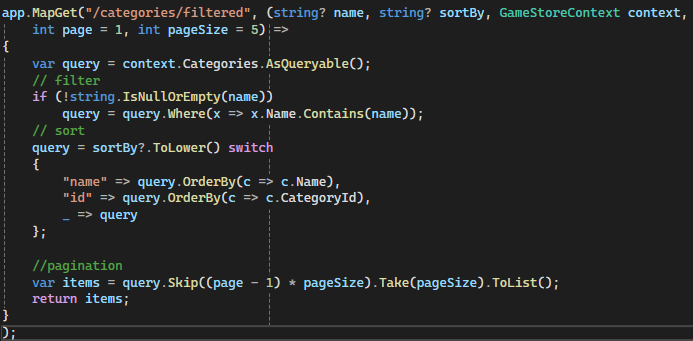 app.MapGet("/categories/filtered", (string? name, string? sortBy, GameStoreContext context,
    int page = 1, int pageSize = 5) =>
{
    var query = context.Categories.AsQueryable();
    // filter
    if (!string.IsNullOrEmpty(name))
        query = query.Where(x => x.Name.Contains(name));
    // sort
    query = sortBy?.ToLower() switch
    {
        "name" => query.OrderBy(c => c.Name),
        "id" => query.OrderBy(c => c.CategoryId),
        _ => query
    };

    //pagination
    var items = query.Skip((page - 1) * pageSize).Take(pageSize).ToList();
    return items;
}
);